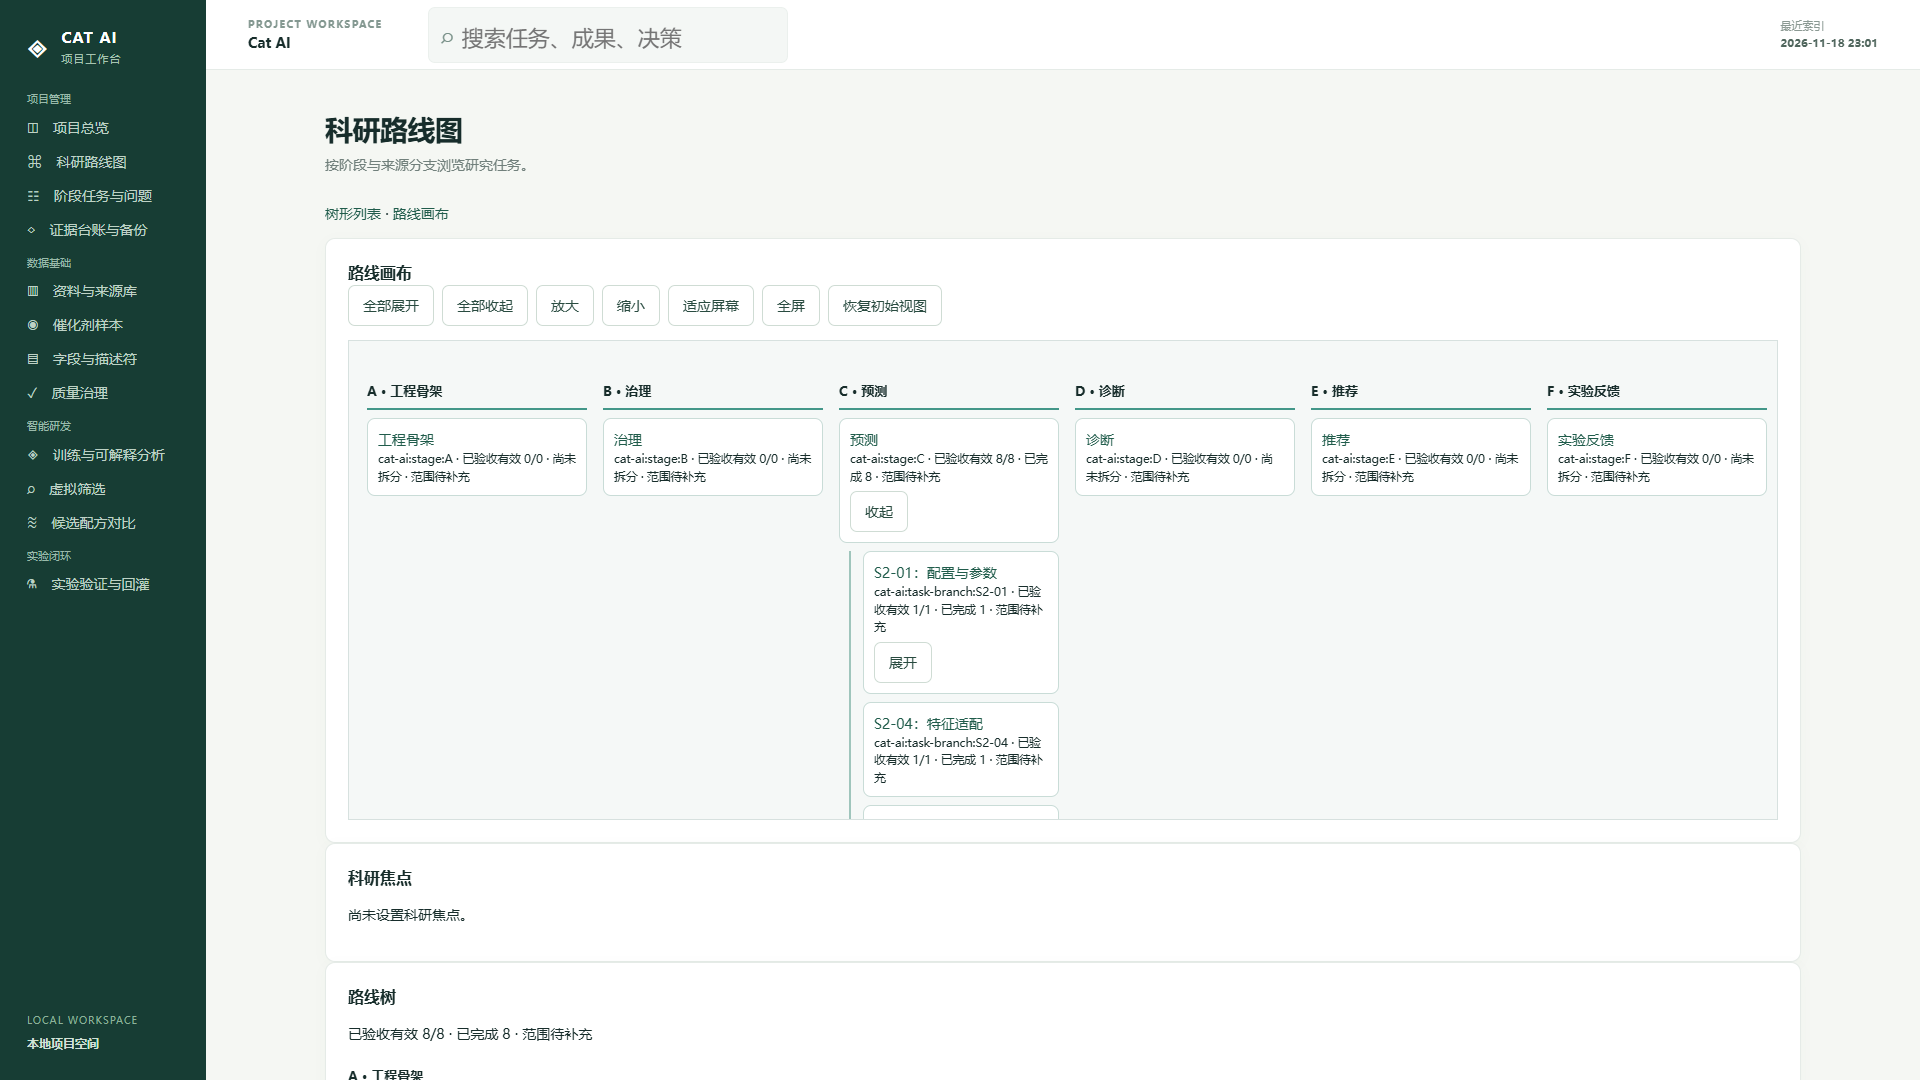 CAT AI
项目工作台
项目管理
项目总览
科研路线图
阶段任务与问题
证据台账与备份
数据基础
资料与来源库
催化剂样本
字段与描述符
质量治理
智能研发
训练与可解释分析
虚拟筛选
候选配方对比
实验闭环
实验验证与回灌
LOCAL WORKSPACE
本地项目空间
PROJECT WORKSPACE
Cat AI
搜索任务、成果、决策
最近索引
2026-11-18 23:01
科研路线图
按阶段与来源分支浏览研究任务。
树形列表 · 路线画布
路线画布
全部展开
全部收起
放大
缩小
适应屏幕
全屏
恢复初始视图
A • 工程骨架
工程骨架
cat-ai:stage:A · 已验收有效 0/0 · 尚未
拆分 · 范围待补充
B • 治理
治理
cat-ai:stage:B · 已验收有效 0/0 · 尚未
拆分 · 范围待补充
C • 预测
预测
cat-ai:stage:C · 已验收有效 8/8 · 已完
成 8 · 范围待补充
收起
S2-01：配置与参数
cat-ai:task-branch:S2-01 · 已验
收有效 1/1 · 已完成 1 · 范围待补
充
展开
S2-04：特征适配
cat-ai:task-branch:S2-04 · 已验
收有效 1/1 · 已完成 1 · 范围待补
充
D • 诊断
诊断
cat-ai:stage:D · 已验收有效 0/0 · 尚
未拆分 · 范围待补充
E • 推荐
推荐
cat-ai:stage:E · 已验收有效 0/0 · 尚未
拆分 · 范围待补充
F • 实验反馈
实验反馈
cat-ai:stage:F · 已验收有效 0/0 · 尚未
拆分 · 范围待补充
科研焦点
尚未设置科研焦点。
路线树
已验收有效 8/8 · 已完成 8 · 范围待补充
A • 工程骨架